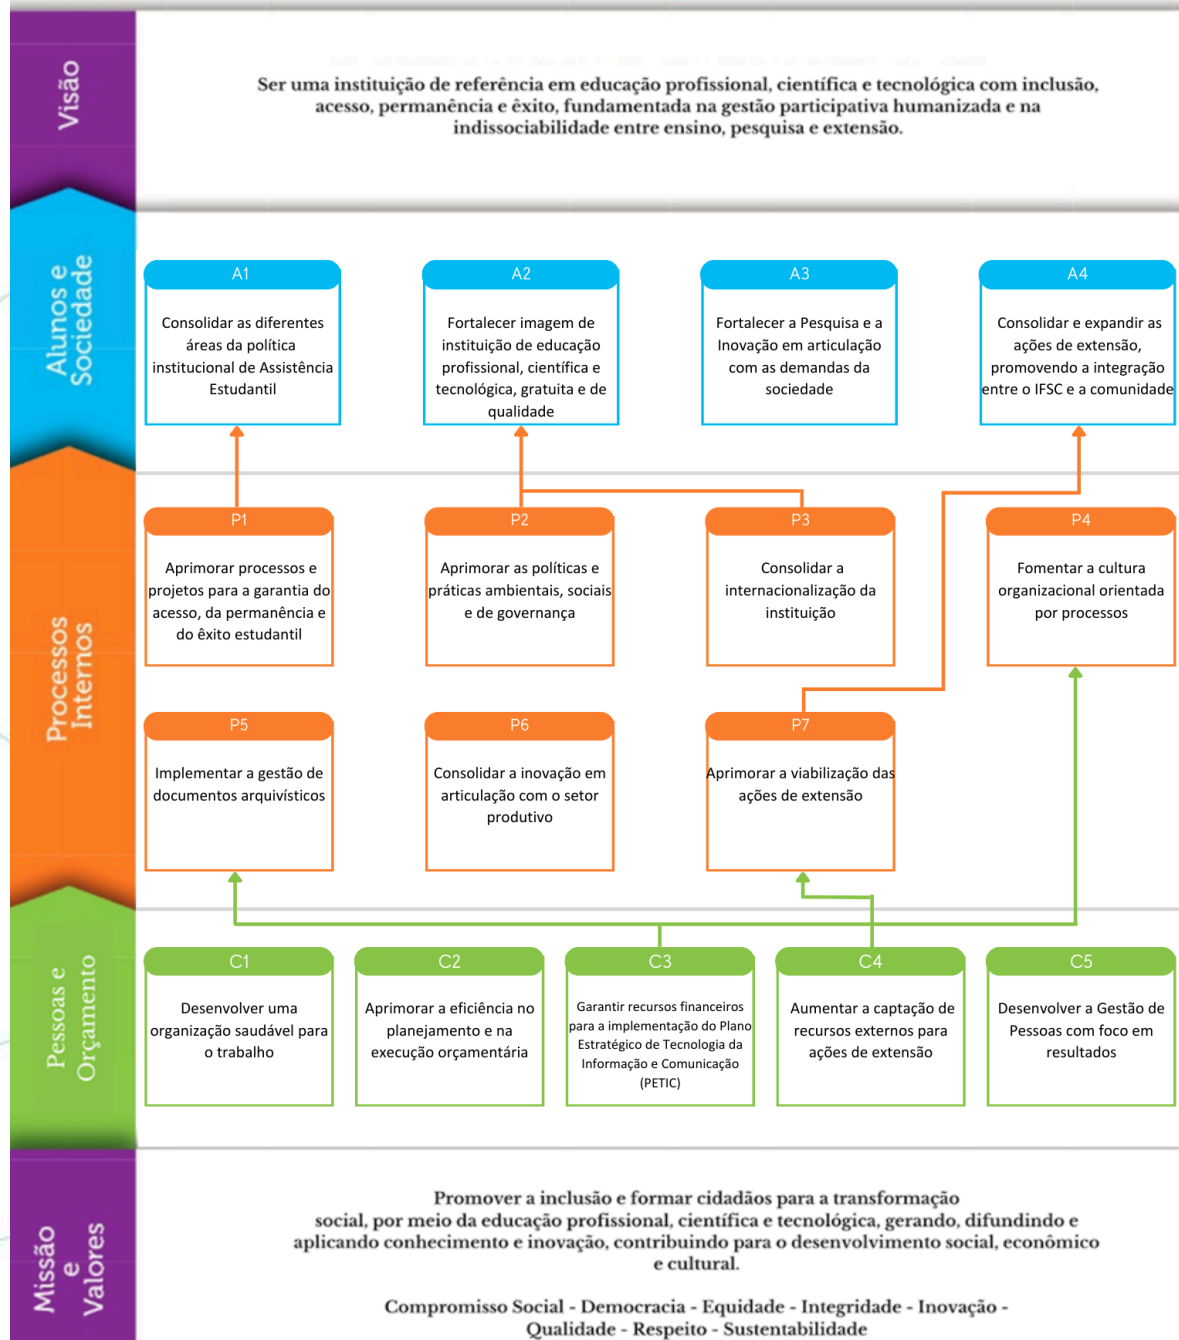 Visão
Ser uma instituição de referência em educação profissional, científica e tecnológica com inclusão,
acesso, permanência e êxito, fundamentada na gestão participativa humanizada e na
indissociabilidade entre ensino, pesquisa e extensão.
Alunos e
Sociedade
A1
Consolidar as diferentes
áreas da política
institucional de Assistência
Estudantil
A2
Fortalecer imagem de
instituição de educação
profissional, científica e
tecnológica, gratuita e de
qualidade
A3
Fortalecer a Pesquisa e a
Inovação em articulação
com as demandas da
sociedade
A4
Consolidar e expandir as
ações de extensão,
promovendo a integração
entre o IFSC e a comunidade
Processos
Internos
P1
Aprimorar processos e
projetos para a garantia do
acesso, da permanência e
do êxito estudantil
P2
Aprimorar as políticas e
práticas ambientais, sociais
e de governança
P3
Consolidar a
internacionalização da
instituição
P4
Fomentar a cultura
organizacional orientada
por processos
P5
Implementar a gestão de
documentos arquivísticos
P6
Consolidar a inovação em
articulação com o setor
produtivo
P7
Aprimorar a viabilização das
ações de extensão
Pessoas e
Orçamento
C1
Desenvolver uma
organização saudável para
o trabalho
C2
Aprimorar a eficiência no
planejamento e na
execução orçamentária
C3
Garantir recursos financeiros
para a implementação do Plano
Estratégico de Tecnologia da
Informação e Comunicação
(PETIC)
C4
Aumentar a captação de
recursos externos para
ações de extensão
C5
Desenvolver a Gestão de
Pessoas com foco em
resultados
Missão
e
Valores
Promover a inclusão e formar cidadãos para a transformação
social, por meio da educação profissional, científica e tecnológica, gerando, difundindo e
aplicando conhecimento e inovação, contribuindo para o desenvolvimento social, econômico
e cultural.
Compromisso Social - Democracia - Equidade - Integridade - Inovação -
Qualidade - Respeito - Sustentabilidade